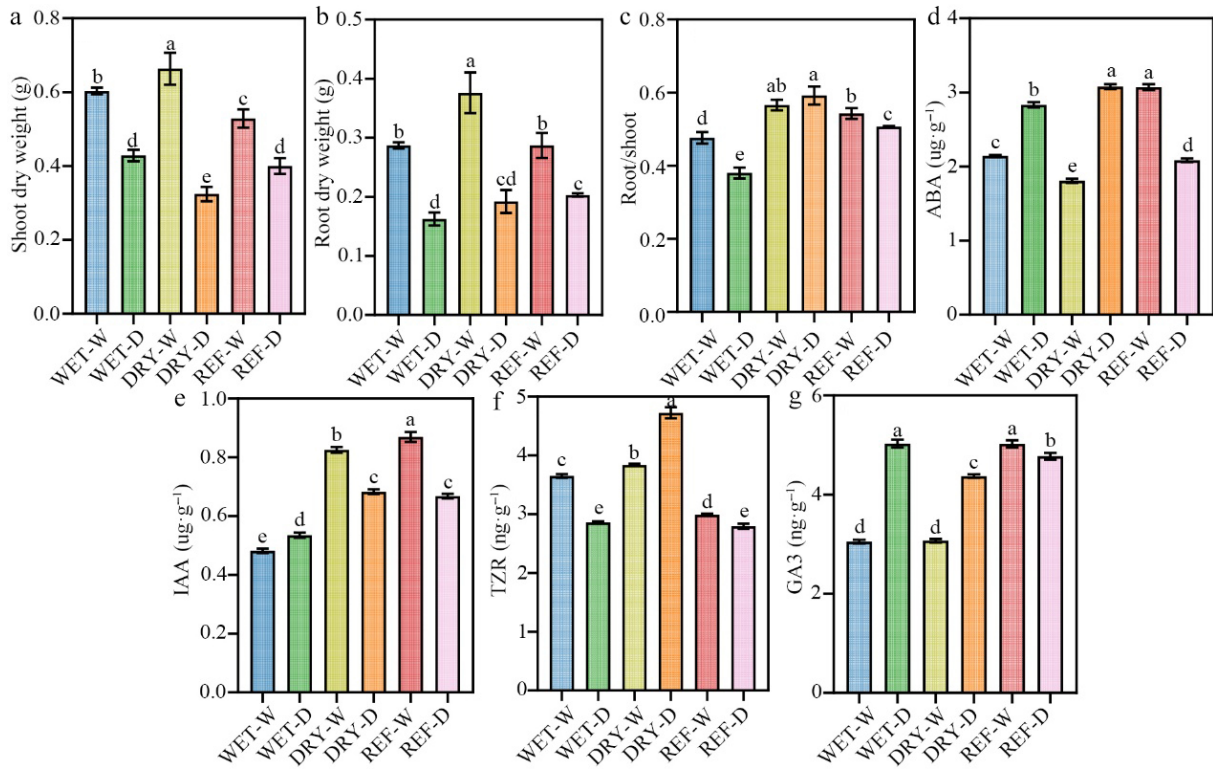 a
Shoot dry weight (g)
0.8
0.6
0.4
0.2
0.0
b
d
a
e
c
d
WET-W
WET-D
DRY-W
DRY-D
REF-W
REF-D
b
Root dry weight (g)
0.5
0.4
0.3
0.2
0.1
0.0
b
d
a
cd
b
c
WET-W
WET-D
DRY-W
DRY-D
REF-W
REF-D
c
Root/shoot
0.8
0.6
0.4
0.2
0.0
d
e
ab
a
b
c
WET-W
WET-D
DRY-W
DRY-D
REF-W
REF-D
d
ABA (ug·g⁻¹)
4
3
2
1
0
c
b
e
a
a
d
WET-W
WET-D
DRY-W
DRY-D
REF-W
REF-D
e
IAA (ug·g⁻¹)
1.0
0.8
0.6
0.4
0.2
0.0
e
d
b
c
a
c
WET-W
WET-D
DRY-W
DRY-D
REF-W
REF-D
f
TZR (ng·g⁻¹)
5
4
3
2
1
0
c
e
b
a
d
e
WET-W
WET-D
DRY-W
DRY-D
REF-W
REF-D
g
GA3 (ng·g⁻¹)
6
4
2
0
d
a
d
c
a
b
WET-W
WET-D
DRY-W
DRY-D
REF-W
REF-D